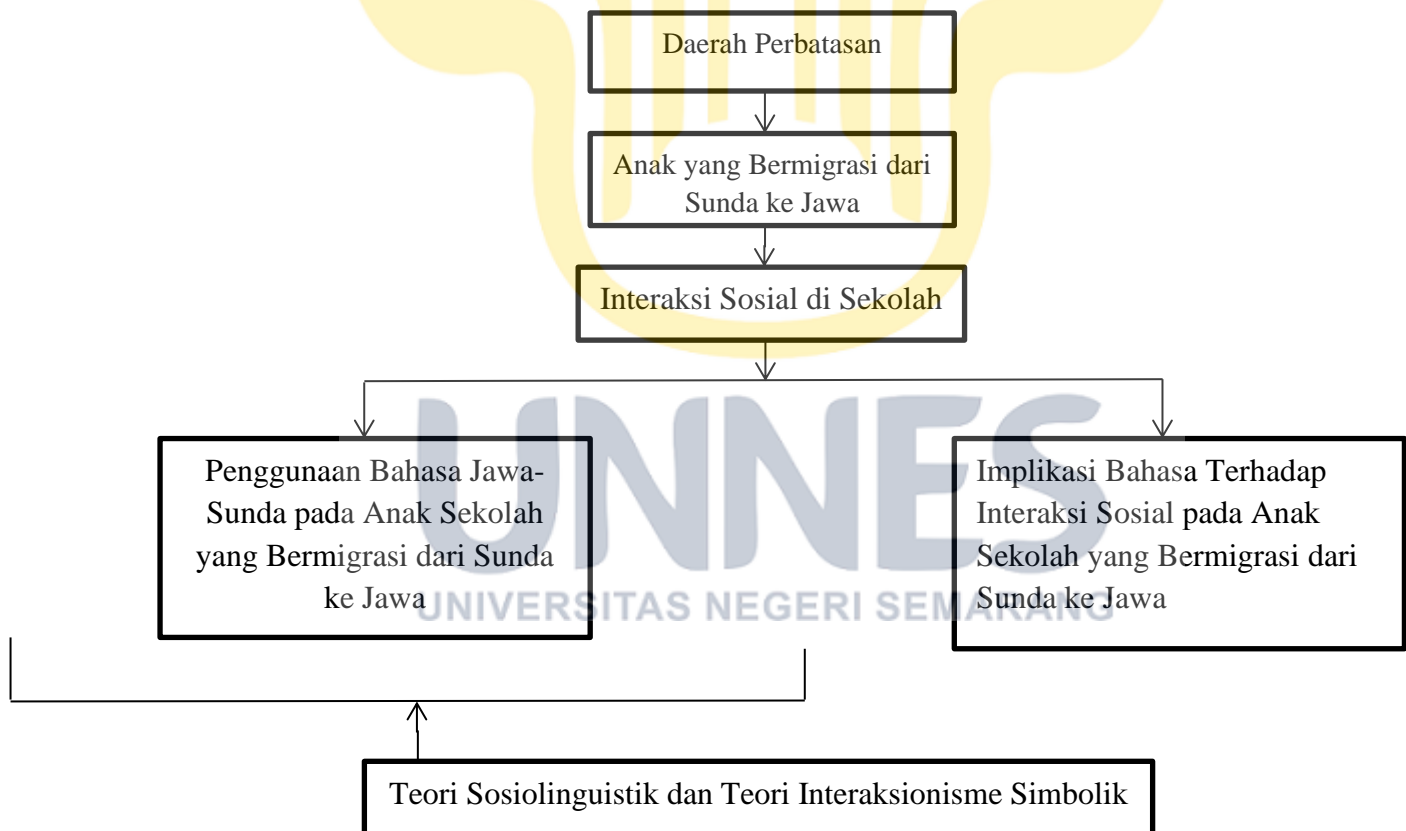 Daerah Perbatasan
Anak yang Bermigrasi dari
Sunda ke Jawa
Interaksi Sosial di Sekolah
Penggunaan Bahasa Jawa-
Sunda pada Anak Sekolah
yang Bermigrasi dari Sunda
ke Jawa
Implikasi Bahasa Terhadap
Interaksi Sosial pada Anak
Sekolah yang Bermigrasi dari
Sunda ke Jawa
UNNES
UNIVERSITAS NEGERI SEMARANG
Teori Sosiolinguistik dan Teori Interaksionisme Simbolik